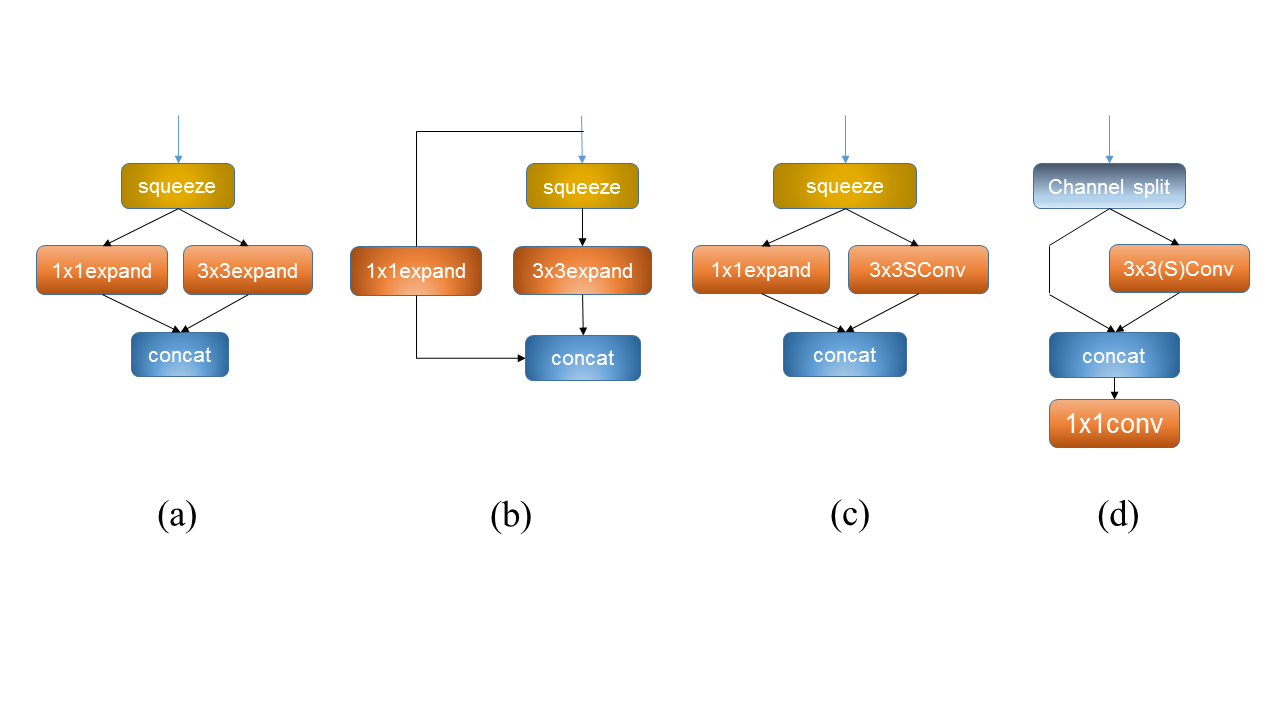 squeeze
1x1expand
3x3expand
concat
(a)
squeeze
1x1expand
3x3expand
concat
(b)
squeeze
1x1expand
3x3SConv
concat
(c)
Channel split
3x3(S)Conv
concat
1x1conv
(d)